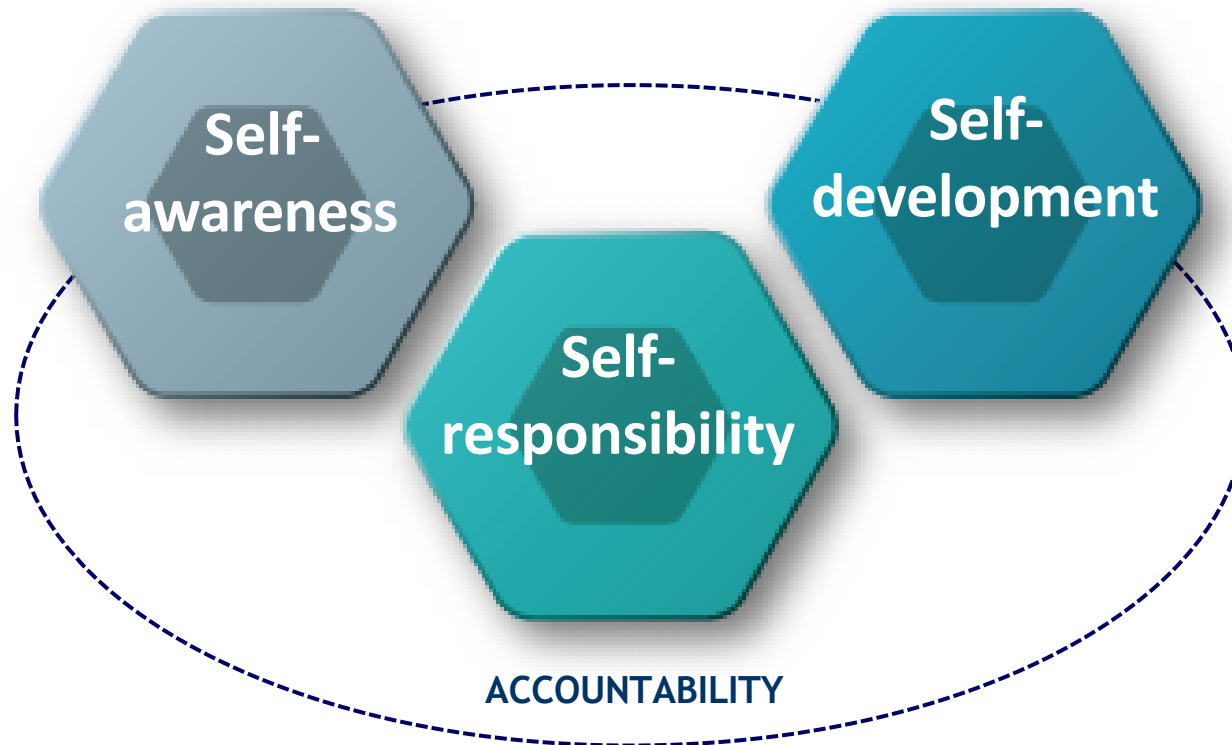 Self-
awareness
Self-
development
Self-
responsibility
ACCOUNTABILITY